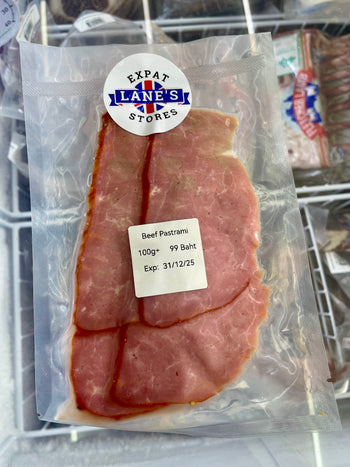 EXPAT
LANE'S
STORES
Beef Pastrami
100g+ 99 Baht
Exp: 31/12/25